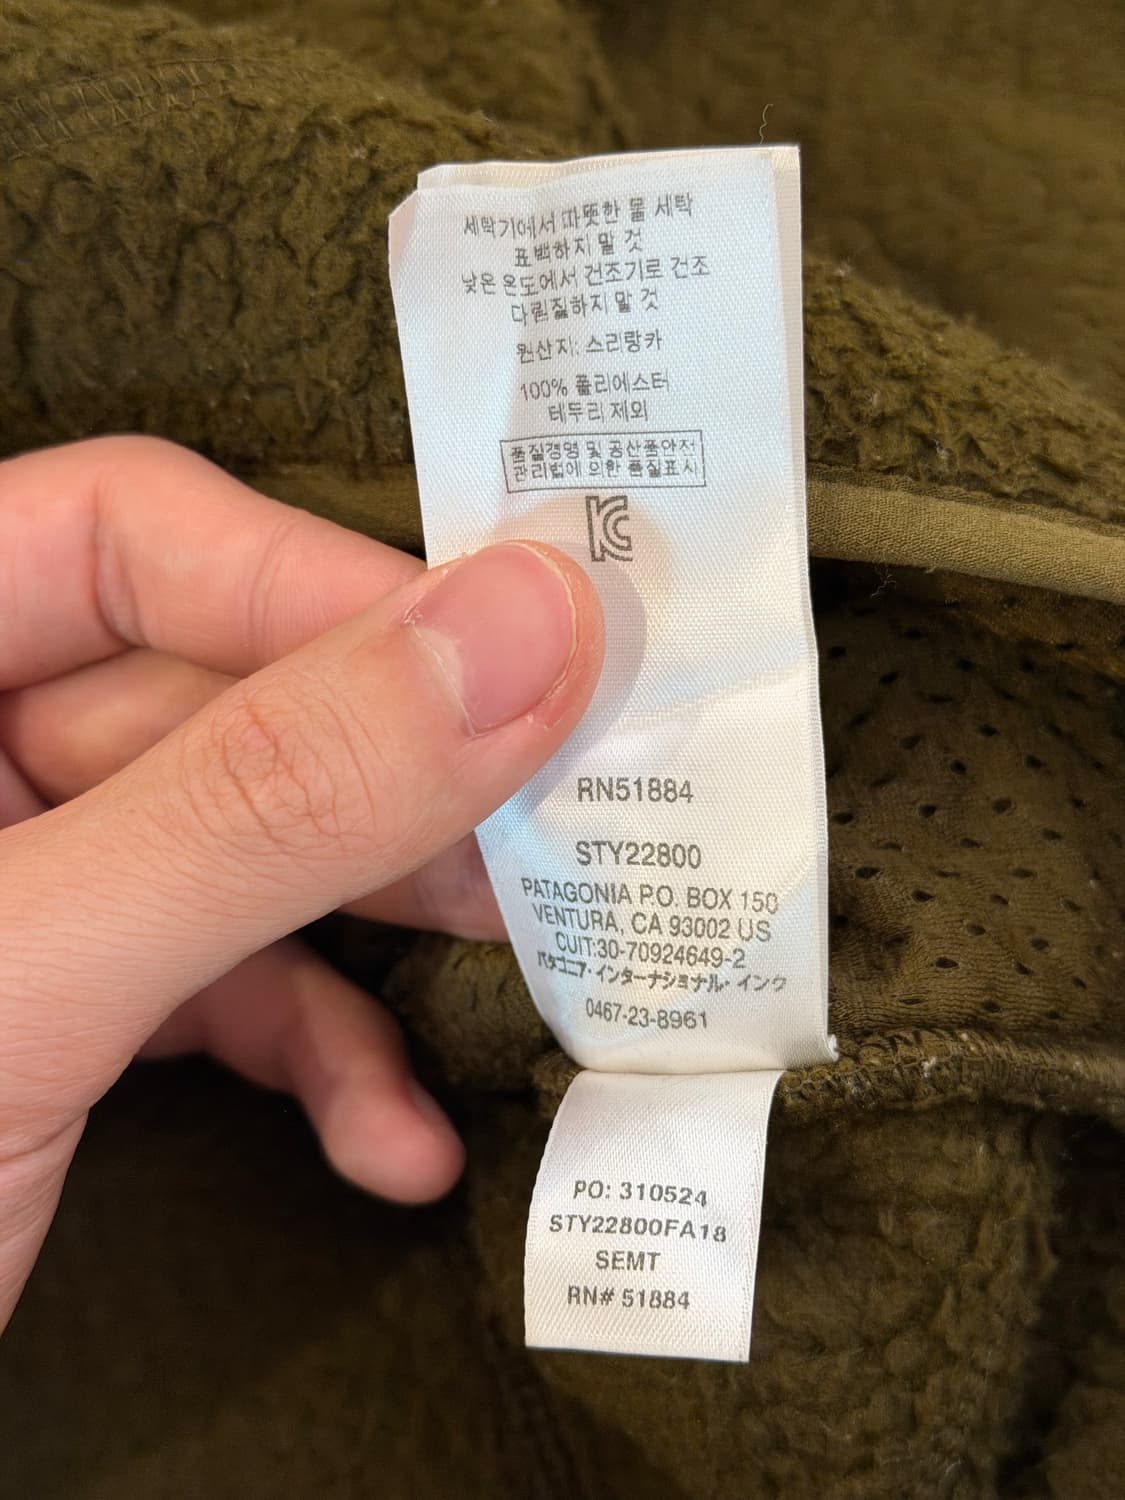 세탁기에서 따뜻한 물 세탁
표백하지 말 것
낮은 온도에서 건조기로 건조
다림질하지 말 것
원산지: 스리랑카
100% 폴리에스터
테두리 제외
품질경영 및 공산품안전
관리법에 의한 품질표시
KC
RN51884
STY22800
PATAGONIA P.O. BOX 150
VENTURA, CA 93002 US
CUIT:30-70924649-2
パタゴニア・インターナショナル・インク
0467-23-8961
PO: 310524
STY22800FA18
SEMT
RN# 51884